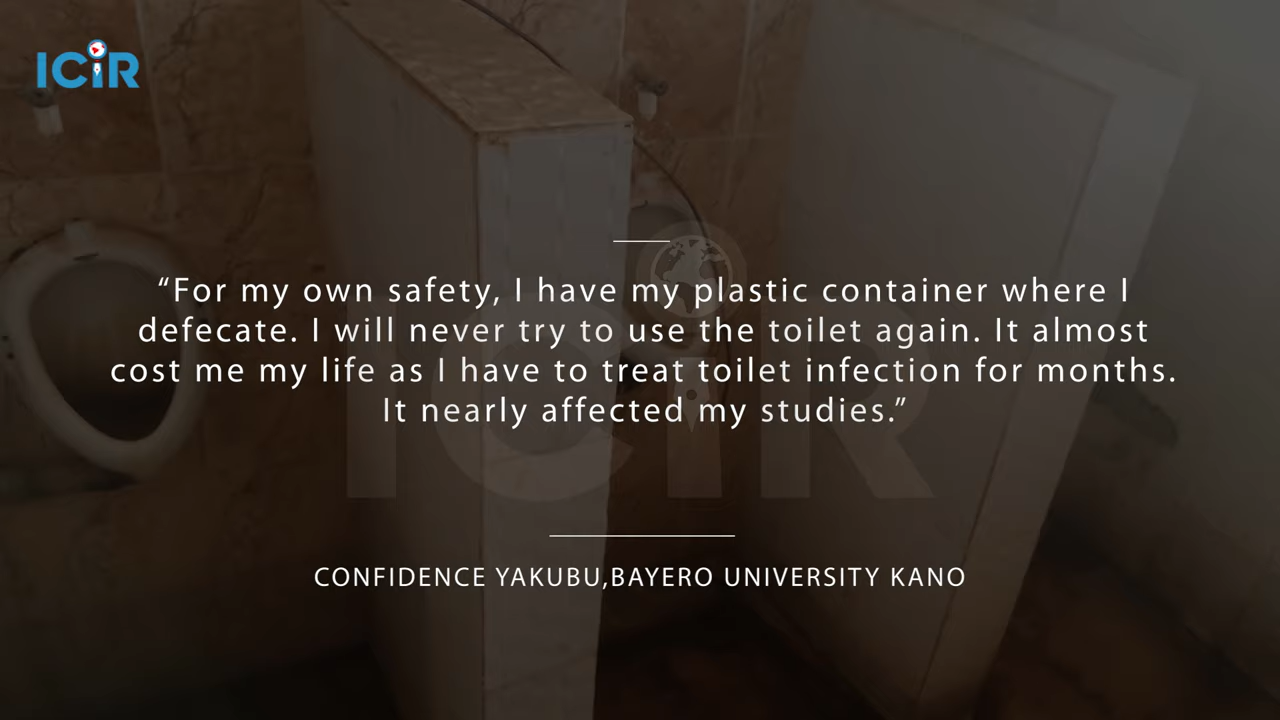 ICiR
“For my own safety, I have my plastic container where I
defecate. I will never try to use the toilet again. It almost
cost me my life as I have to treat toilet infection for months.
It nearly affected my studies.”
ICiR
CONFIDENCE YAKUBU,BAYERO UNIVERSITY KANO